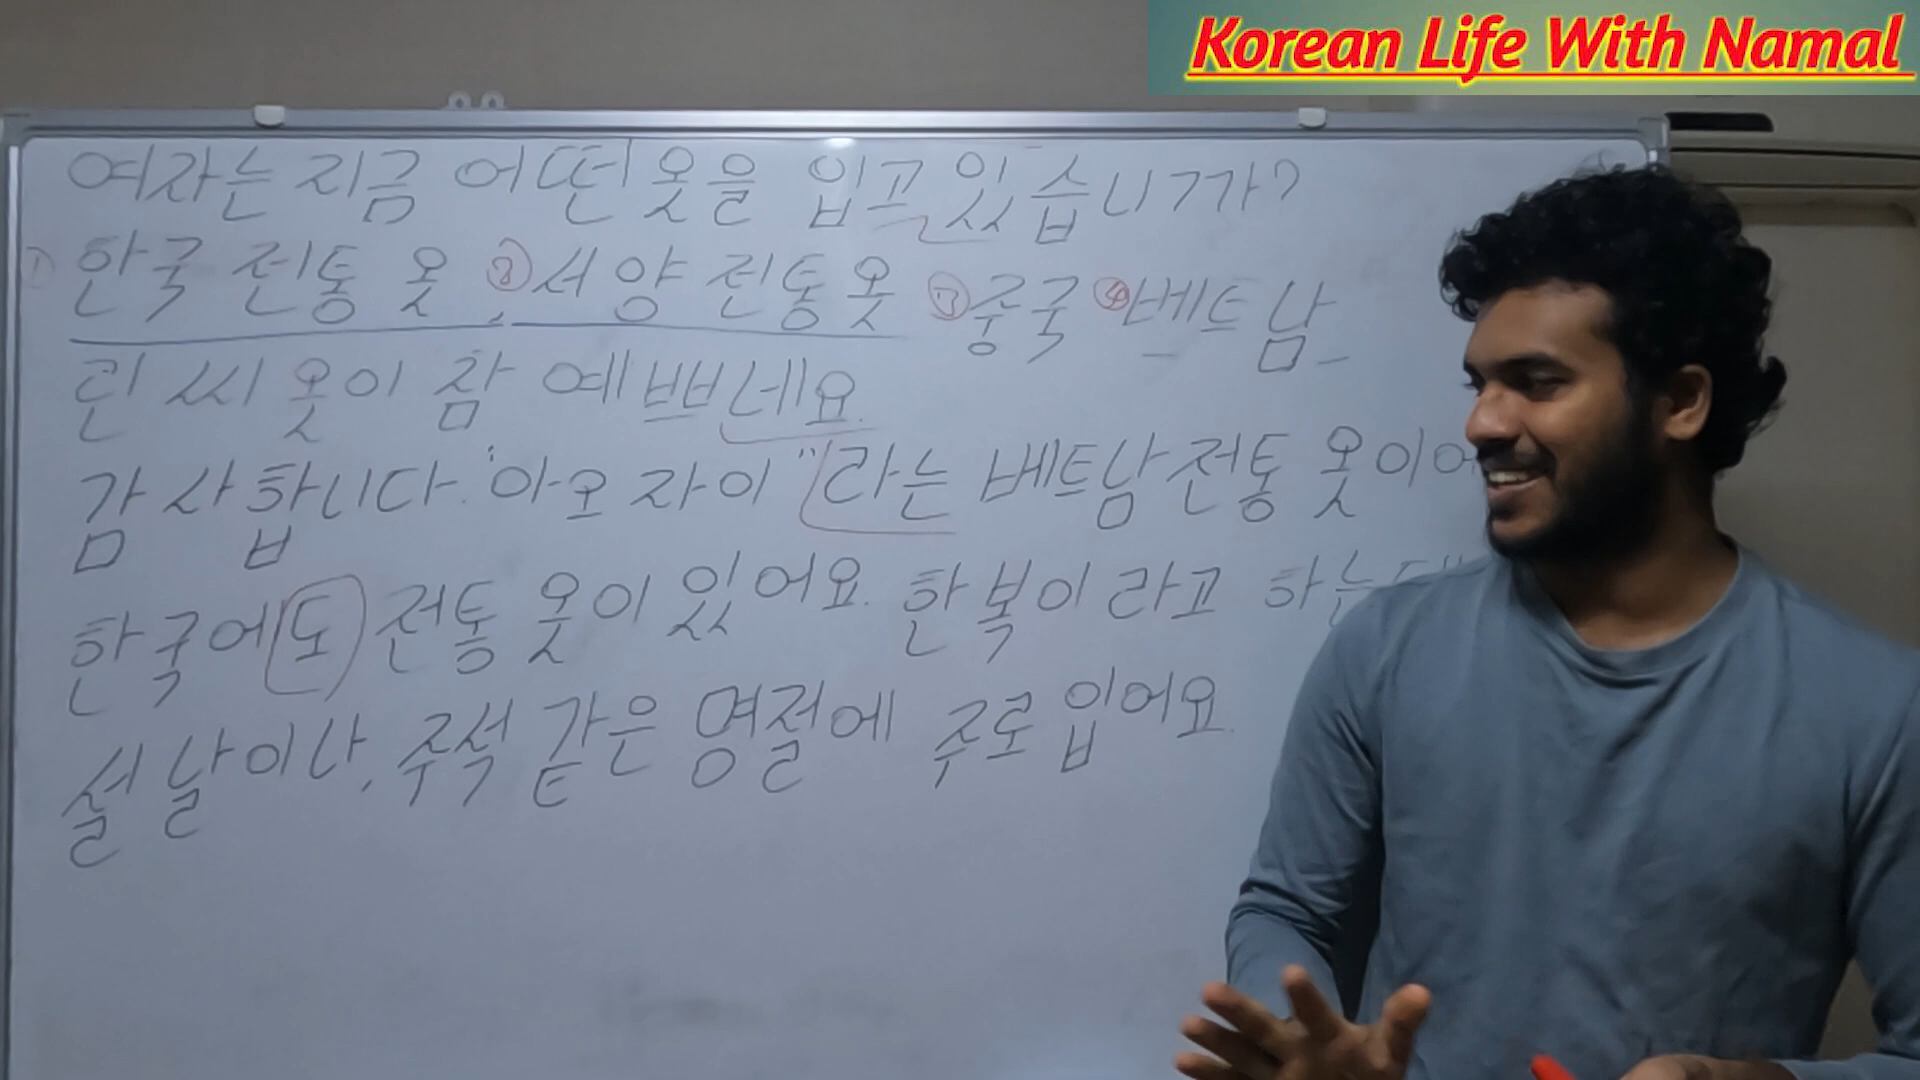 Korean Life With Namal
여자는 지금 어떤 옷을 입고 있습니까?
① 한국 전통 옷 ② 서양 전통 옷 ③ 중국 ④ 베트남
린 씨 옷이 참 예쁘네요.
감사합니다. "아오자이" 라는 베트남 전통 옷이
한국에도 전통 옷이 있어요. 한복이라고 하는데
설날이나, 추석 같은 명절에 주로 입어요.